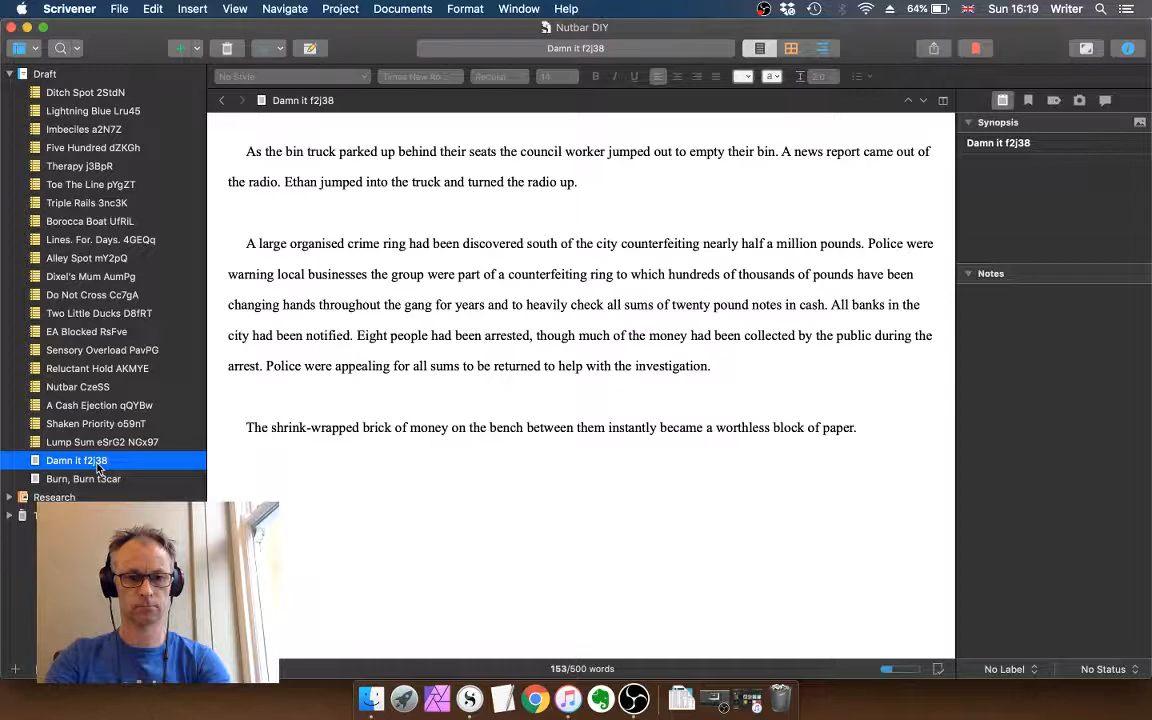 Scrivener File Edit Insert View Navigate Project Documents Format Window Help 64% Sun 16:19 Writer
Nutbar DIY
Damn it f2j38
No Style Times New Ro... Regular 14 B I U a 2.0
Draft
Damn it f2j38
Ditch Spot 2StdN
Lightning Blue Lru45
Imbeciles a2N7Z
Five Hundred dZKGh
Therapy j3BpR
Toe The Line pYgZT
Triple Rails 3nc3K
Borocca Boat UfRiL
Lines. For. Days. 4GEQq
Alley Spot mY2pQ
Dixel's Mum AumPg
Do Not Cross Cc7gA
Two Little Ducks D8fRT
EA Blocked RsFve
Sensory Overload PavPG
Reluctant Hold AKMYE
Nutbar CzeSS
A Cash Ejection qQYBw
Shaken Priority o59nT
Lump Sum eSrG2 NGx97
Damn it f2j38
Burn, Burn t3car
Research
T
As the bin truck parked up behind their seats the council worker jumped out to empty their bin. A news report came out of
the radio. Ethan jumped into the truck and turned the radio up.
A large organised crime ring had been discovered south of the city counterfeiting nearly half a million pounds. Police were
warning local businesses the group were part of a counterfeiting ring to which hundreds of thousands of pounds have been
changing hands throughout the gang for years and to heavily check all sums of twenty pound notes in cash. All banks in the
city had been notified. Eight people had been arrested, though much of the money had been collected by the public during the
arrest. Police were appealing for all sums to be returned to help with the investigation.
The shrink-wrapped brick of money on the bench between them instantly became a worthless block of paper.
Synopsis
Damn it f2j38
Notes
153/500 words
No Label
No Status